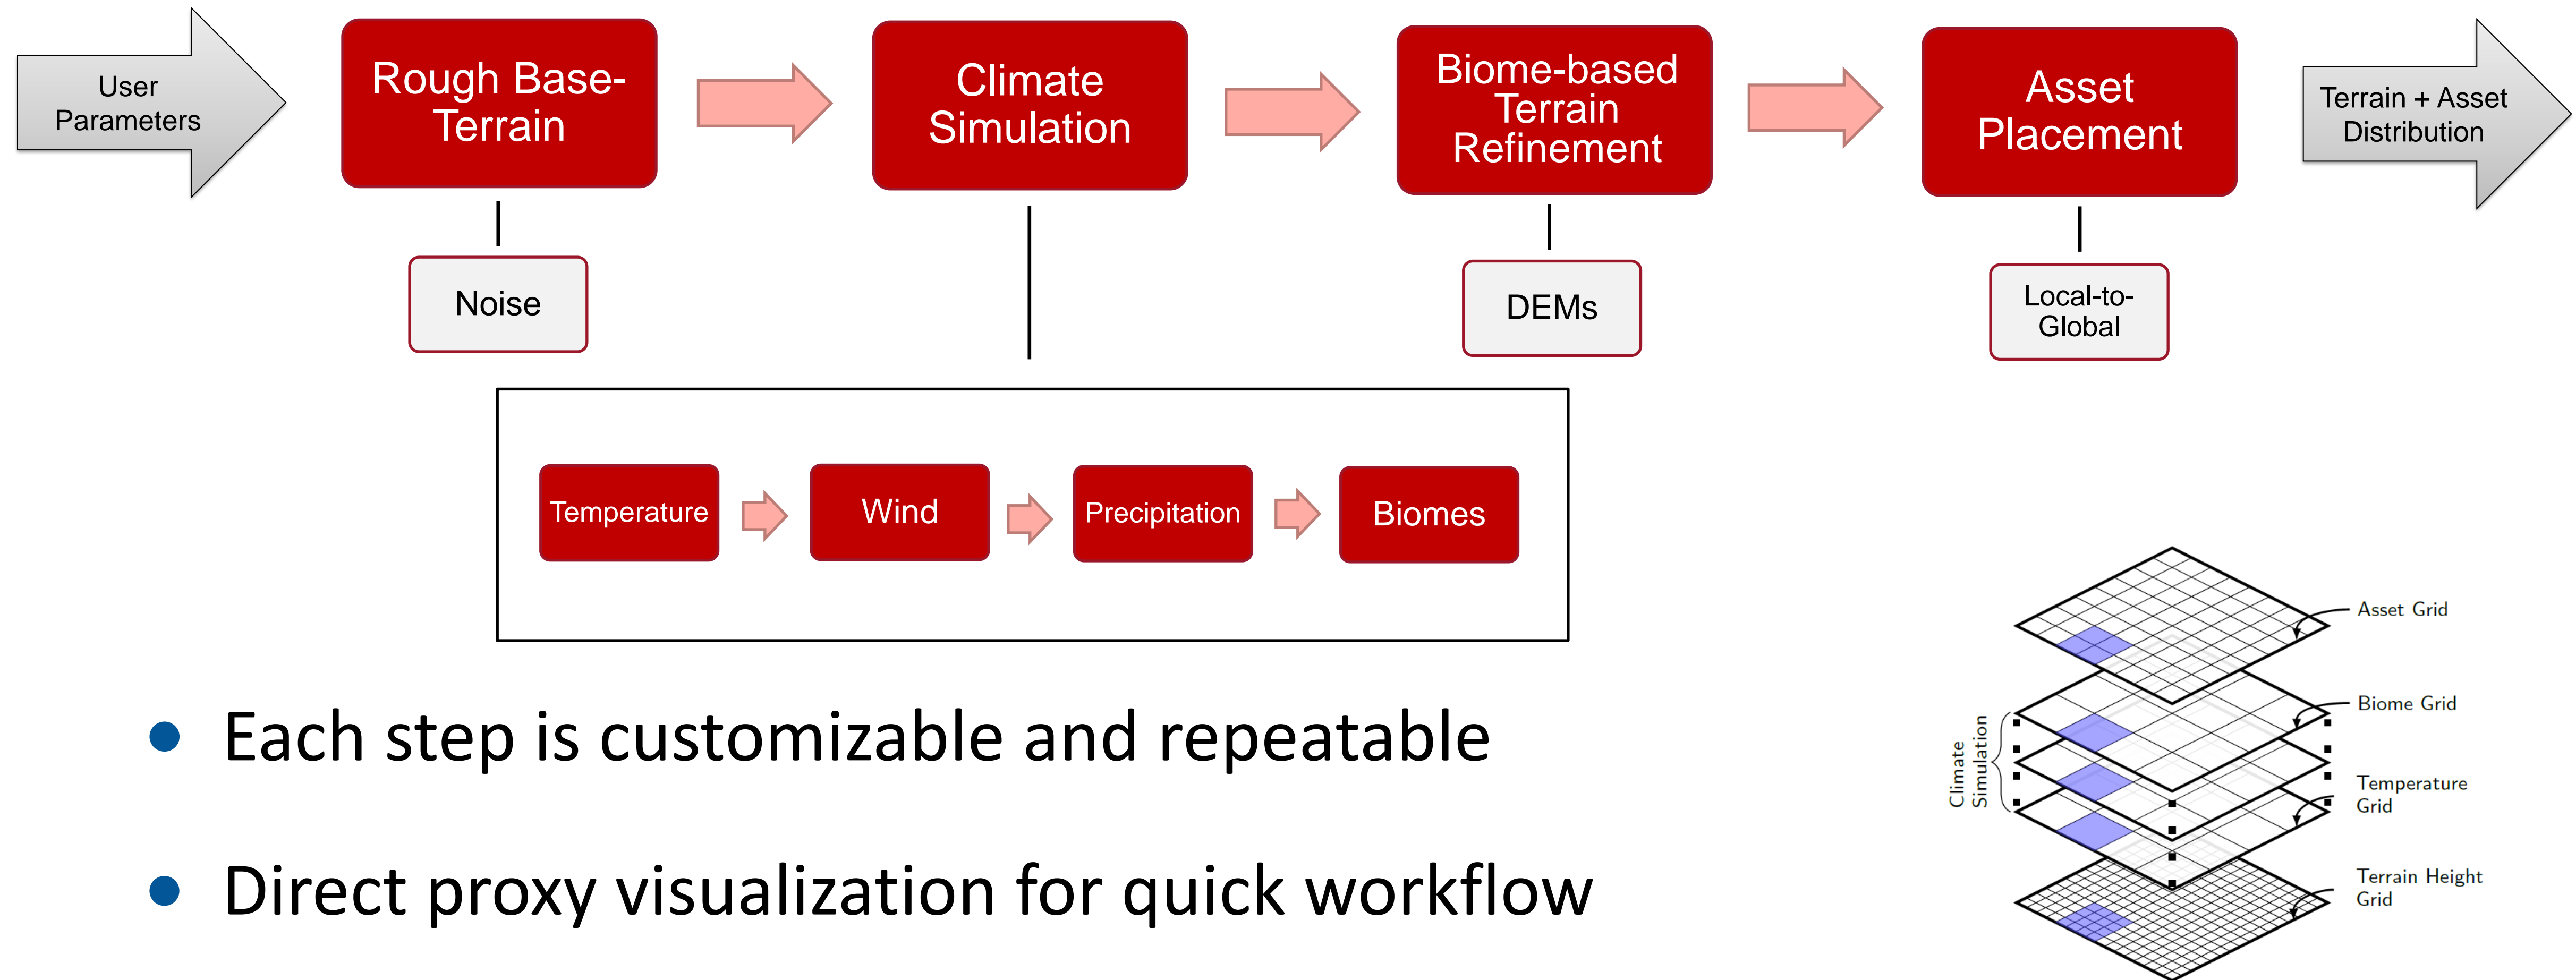 User
Parameters
Rough Base-
Terrain
Climate
Simulation
Biome-based
Terrain
Refinement
Asset
Placement
Terrain + Asset
Distribution
Noise
DEMs
Local-to-
Global
Temperature
Wind
Precipitation
Biomes
• Each step is customizable and repeatable
• Direct proxy visualization for quick workflow
Asset Grid
Biome Grid
Climate
Simulation
Temperature
Grid
Terrain Height
Grid